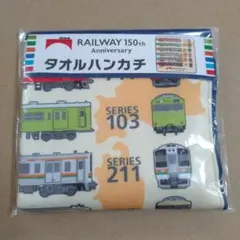 RAILWAY 150th
Anniversary
タオルハンカチ
SERIES
103
SERIES
211